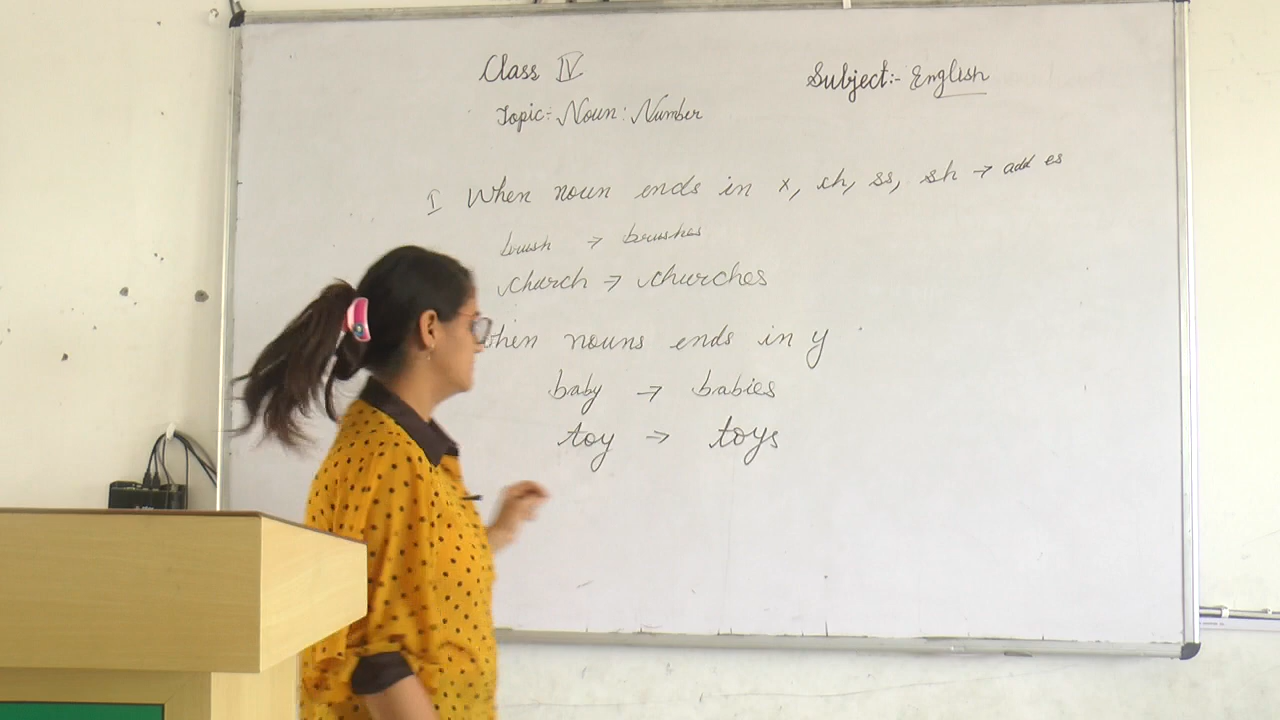 Class IV
Subject:- English
Topic:- Noun: Number
I When noun ends in x, ch, ss, sh → add es
brush → brushes
church → churches
When nouns ends in y
baby → babies
toy → toys